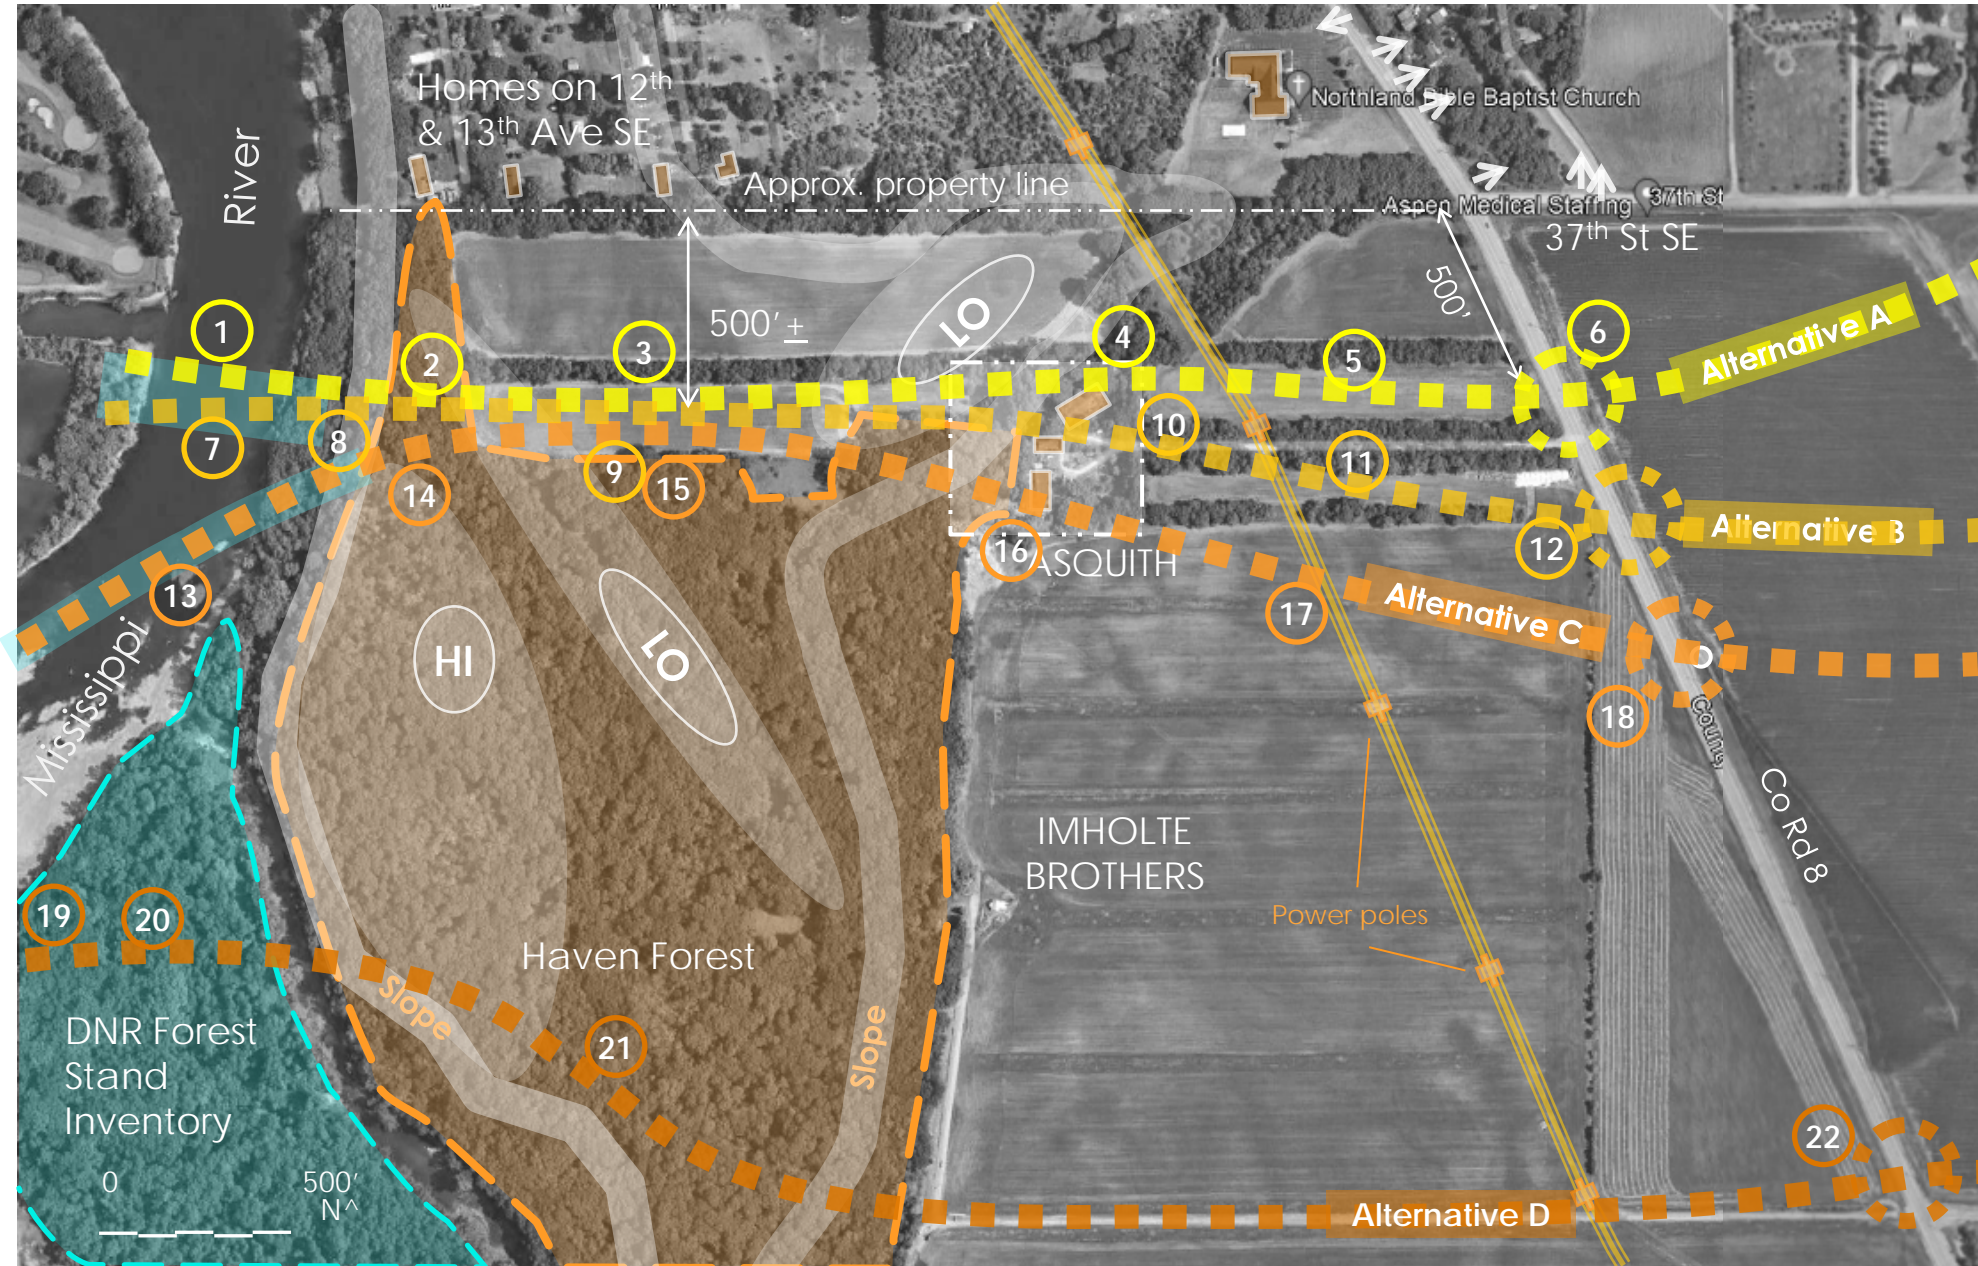 Homes on 12th
& 13th Ave SE
River
Northland Bible Baptist Church
Approx. property line
Aspen Medical Staffing
37th St
37th St SE
500' ±
500'
LO
1
2
3
4
5
6
Alternative A
7
8
9
10
11
12
Alternative B
13
14
15
16
ASQUITH
17
Alternative C
18
HI
LO
Mississippi
Co Rd 8
IMHOLTE
BROTHERS
Power poles
19
20
Haven Forest
Slope
Slope
21
DNR Forest
Stand
Inventory
0
500'
N^
22
Alternative D